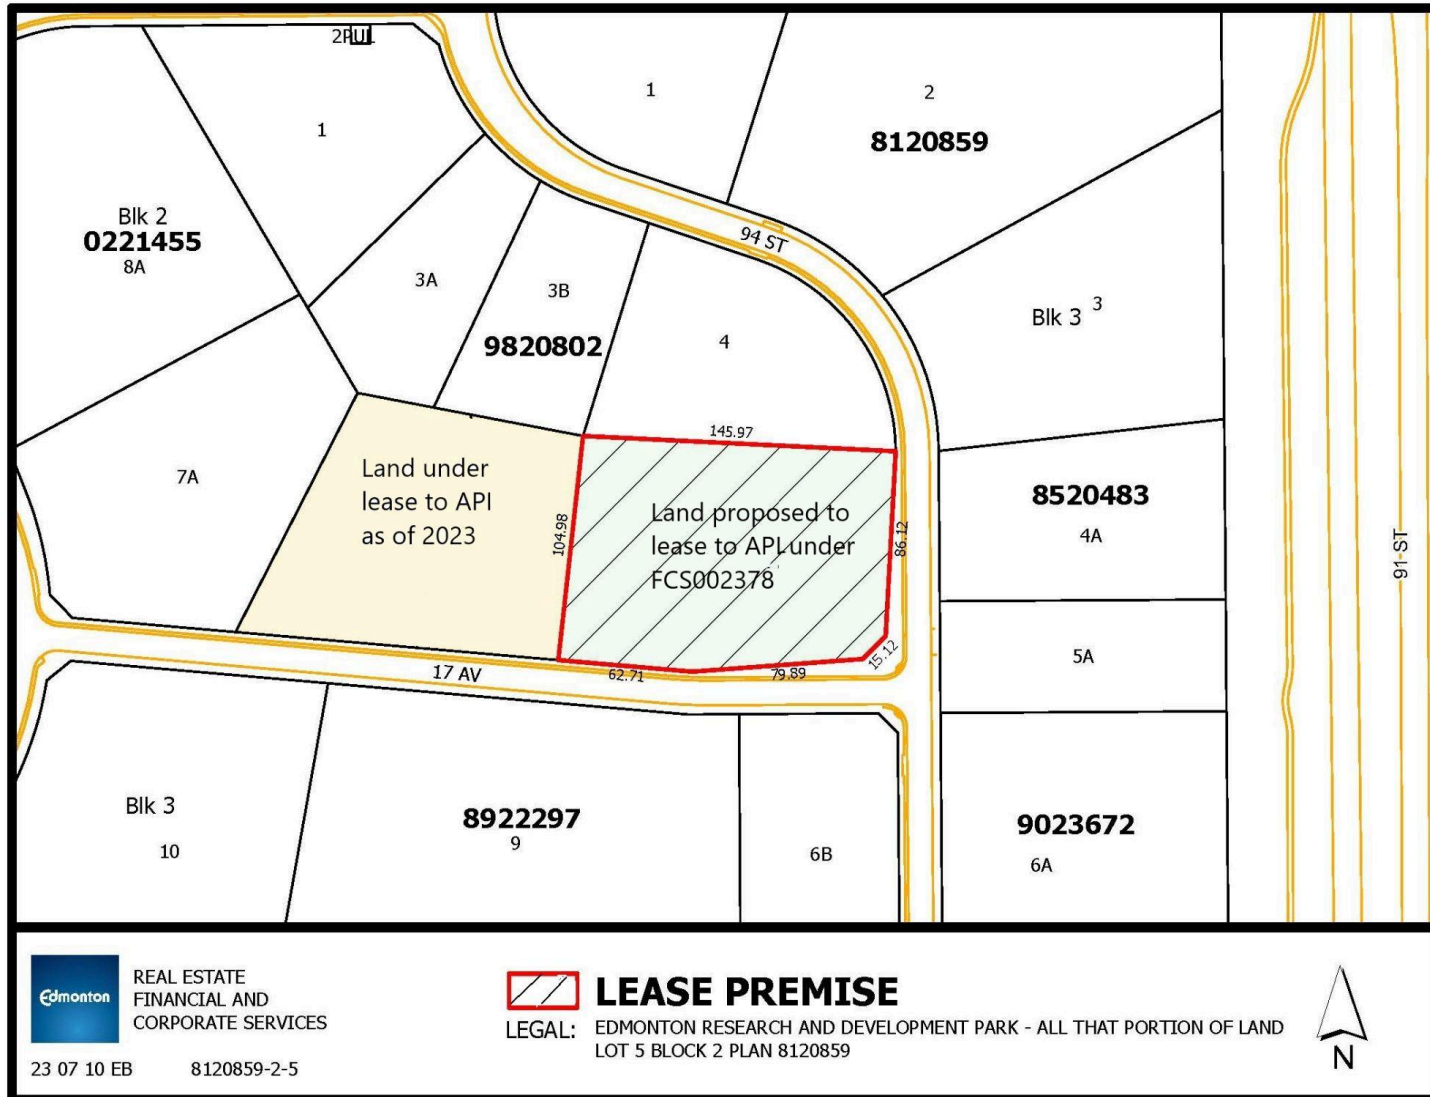 2PUL
1
1
2
8120859
Blk 2
0221455
8A
94 ST
3A
3B
9820802
4
Blk 3
3
145.97
7A
Land under
lease to API
as of 2023
104.98
Land proposed to
lease to API under
FCS002378
86.12
8520483
4A
91 ST
15.12
5A
17 AV
62.71
79.89
Blk 3
10
8922297
9
6B
9023672
6A
Edmonton
REAL ESTATE
FINANCIAL AND
CORPORATE SERVICES
23 07 10 EB
8120859-2-5
LEASE PREMISE
LEGAL:
EDMONTON RESEARCH AND DEVELOPMENT PARK - ALL THAT PORTION OF LAND
LOT 5 BLOCK 2 PLAN 8120859
N